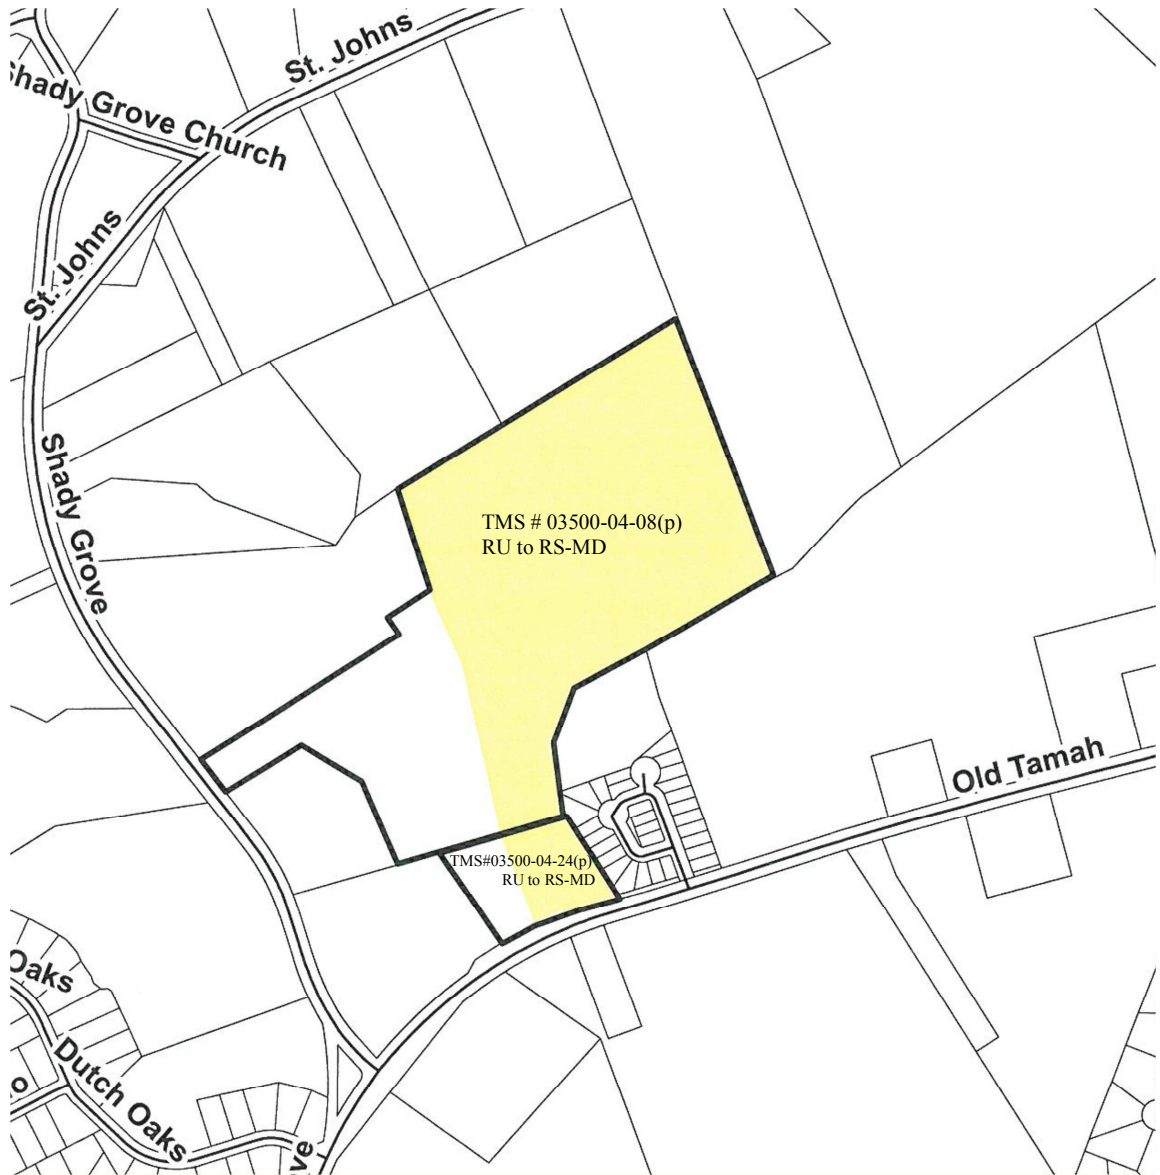 St. Johns
Shady Grove Church
St. Johns
Shady Grove
TMS # 03500-04-08(p)
RU to RS-MD
Old Tamah
TMS#03500-04-24(p)
RU to RS-MD
Oaks
Dutch Oaks